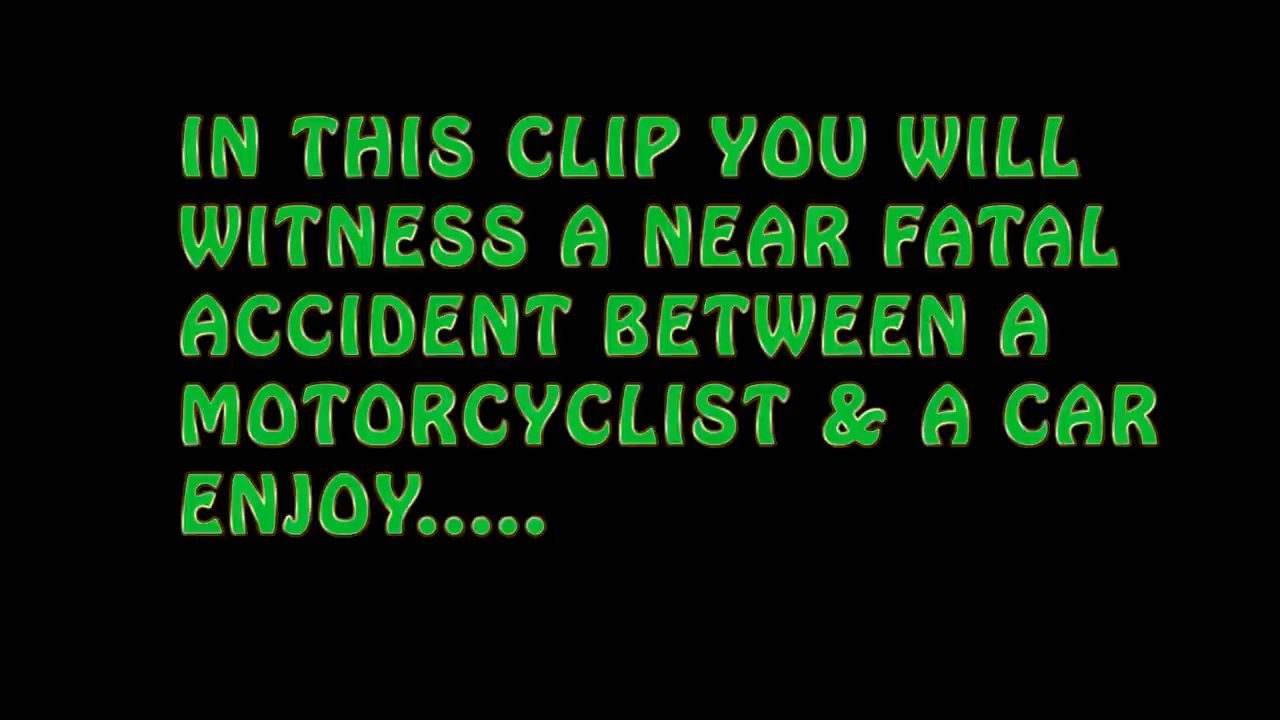 IN THIS CLIP YOU WILL
WITNESS A NEAR FATAL
ACCIDENT BETWEEN A
MOTORCYCLIST & A CAR
ENJOY.....